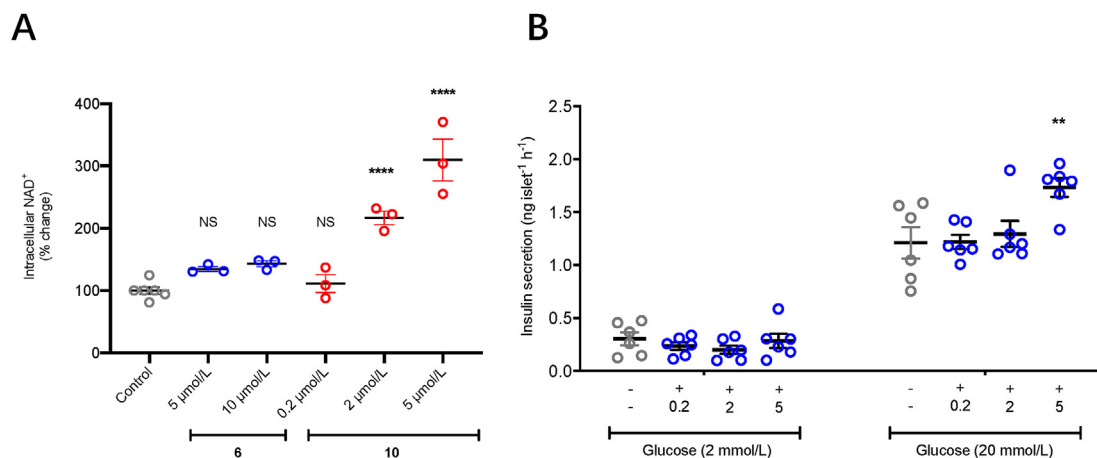 A
Intracellular NAD⁺
(% change)
400
300
200
100
0
NS
NS
NS
****
****
Control
5 µmol/L
10 µmol/L
0.2 µmol/L
2 µmol/L
5 µmol/L
6
10
B
Insulin secretion (ng islet⁻¹ h⁻¹)
2.5
2.0
1.5
1.0
0.5
0.0
**
- + + + - + + +
- 0.2 2 5 - 0.2 2 5
Glucose (2 mmol/L)
Glucose (20 mmol/L)